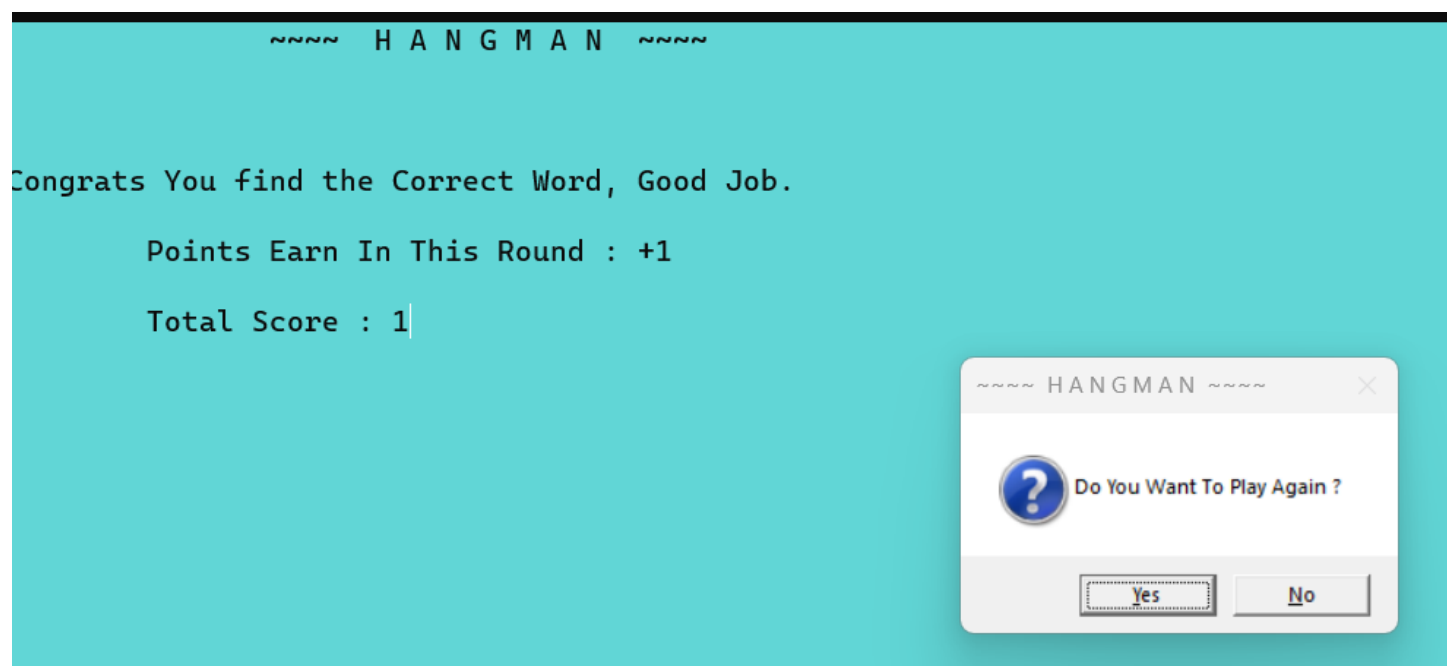 ~~~~ H A N G M A N ~~~~
Congrats You find the Correct Word, Good Job.
Points Earn In This Round : +1
Total Score : 1
~~~~ H A N G M A N ~~~~
Do You Want To Play Again ?
Yes No